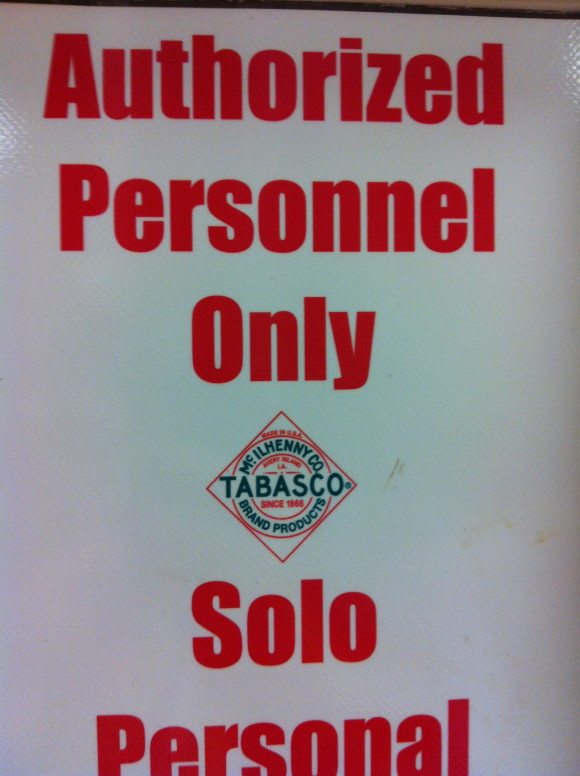 Authorized
Personnel
Only
MADE IN U.S.A.
McILHENNY CO.
AVERY ISLAND
LA.
TABASCO®
SINCE 1868
BRAND PRODUCTS
Solo
Personal